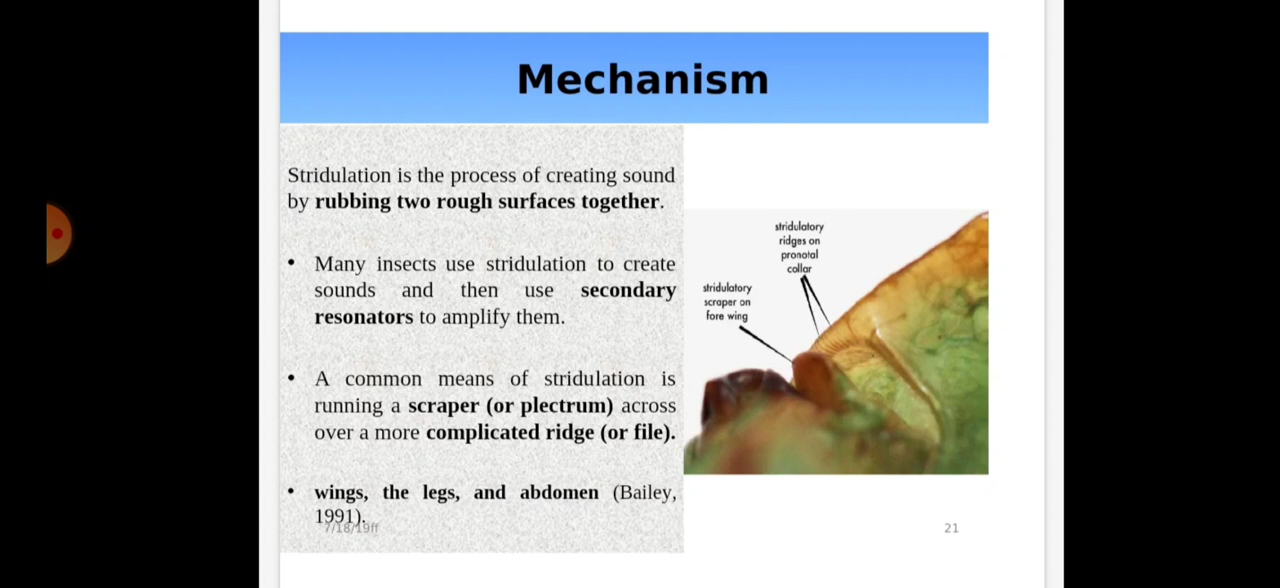 Mechanism
Stridulation is the process of creating sound
by rubbing two rough surfaces together.
• Many insects use stridulation to create
sounds and then use secondary
resonators to amplify them.
• A common means of stridulation is
running a scraper (or plectrum) across
over a more complicated ridge (or file).
• wings, the legs, and abdomen (Bailey,
1991).
stridulatory
ridges on
pronotal
collar
stridulatory
scraper on
fore wing
7/18/19ff
21